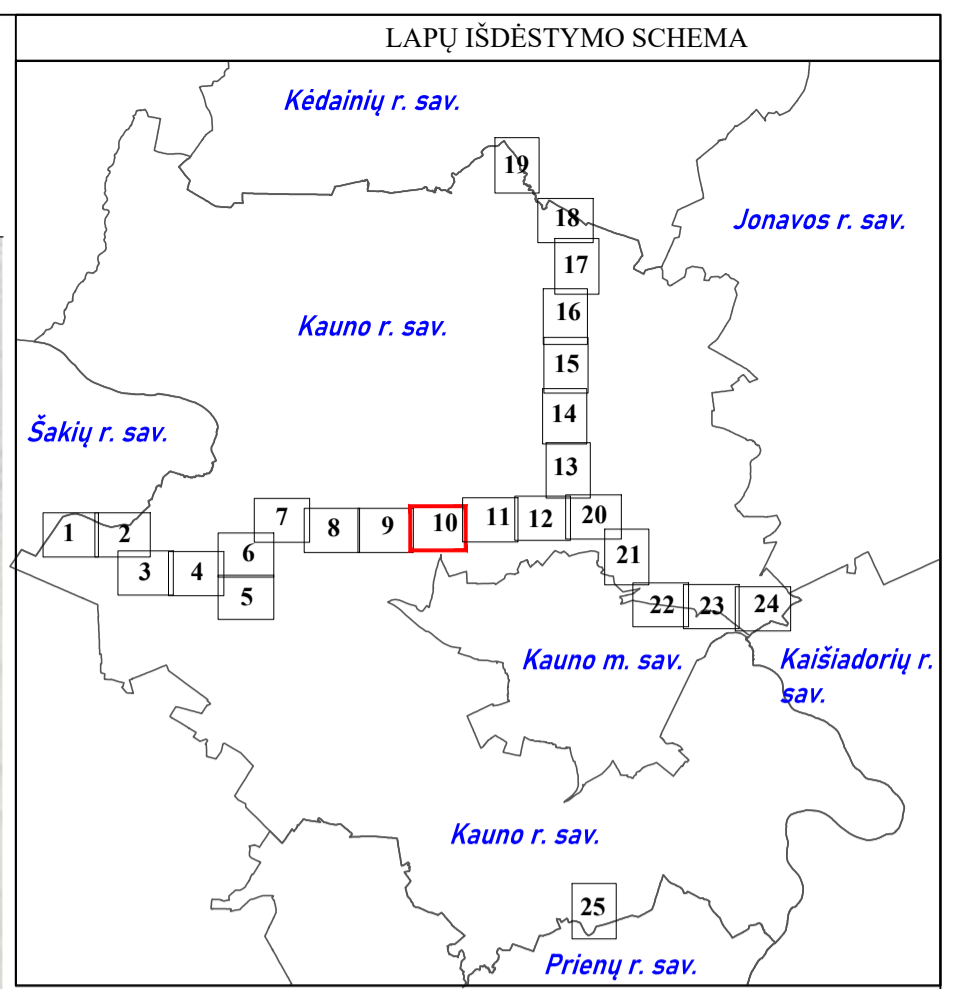 LAPŲ IŠDĖSTYMO SCHEMA
Kėdainių r. sav.
19
18
Jonavos r. sav.
17
16
Kauno r. sav.
15
14
Šakių r. sav.
13
7
8
9
10
11
12
20
1
2
6
21
3
4
5
22
23
24
Kauno m. sav.
Kaišiadorių r.
sav.
Kauno r. sav.
25
Prienų r. sav.